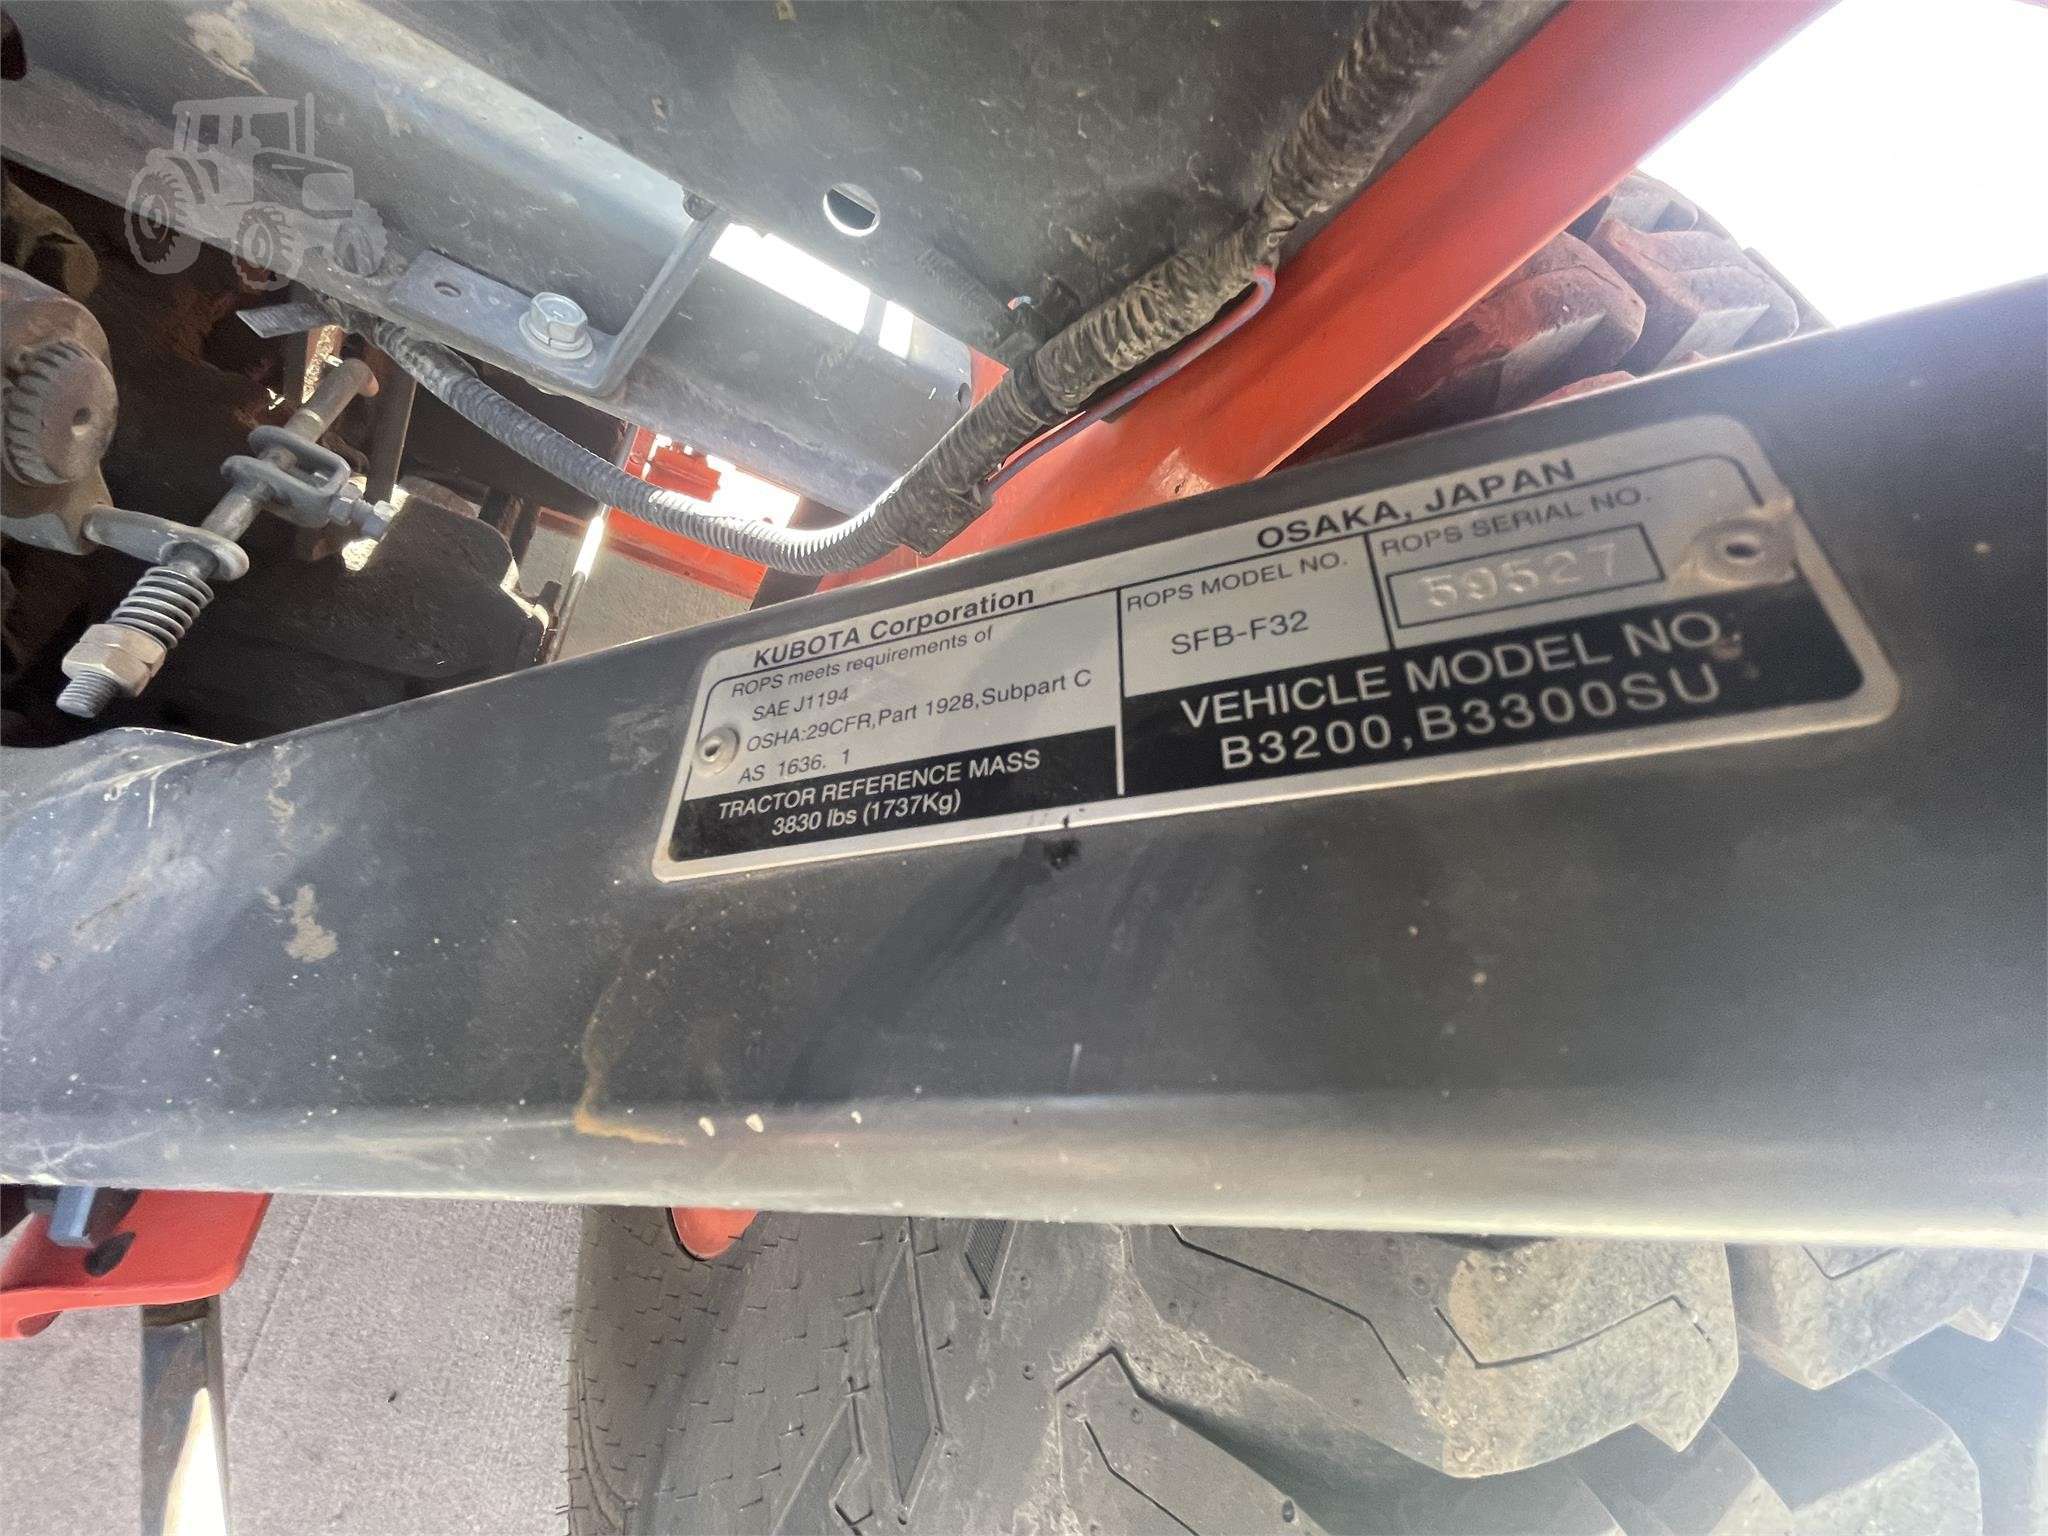 KUBOTA Corporation
OSAKA, JAPAN
ROPS meets requirements of
SAE J1194
OSHA:29CFR,Part 1928,Subpart C
AS 1636. 1
TRACTOR REFERENCE MASS
3830 lbs (1737Kg)
ROPS MODEL NO.
SFB-F32
ROPS SERIAL NO.
59527
VEHICLE MODEL NO.
B3200,B3300SU